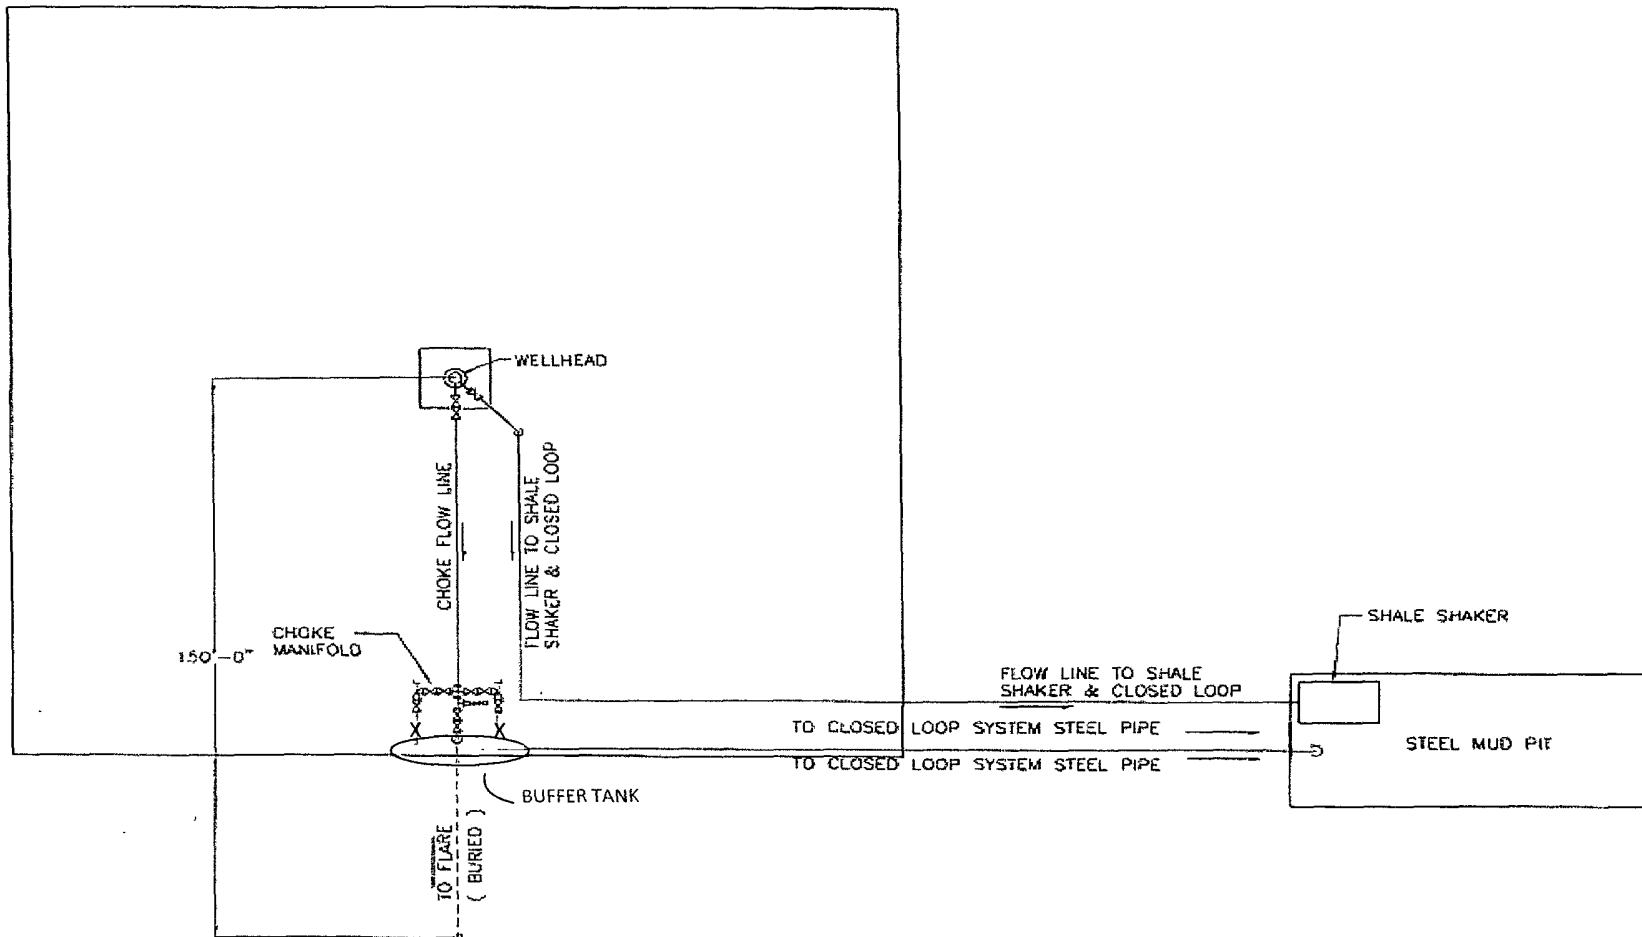 WELLHEAD
CHOKE FLOW LINE
FLOW LINE TO SHALE
SHAKER & CLOSED LOOP
CHOKE
MANIFOLD
150'-0"
SHALE SHAKER
FLOW LINE TO SHALE
SHAKER & CLOSED LOOP
TO CLOSED LOOP SYSTEM STEEL PIPE
STEEL MUD PIT
TO CLOSED LOOP SYSTEM STEEL PIPE
BUFFER TANK
TO FLARE
( BURIED )